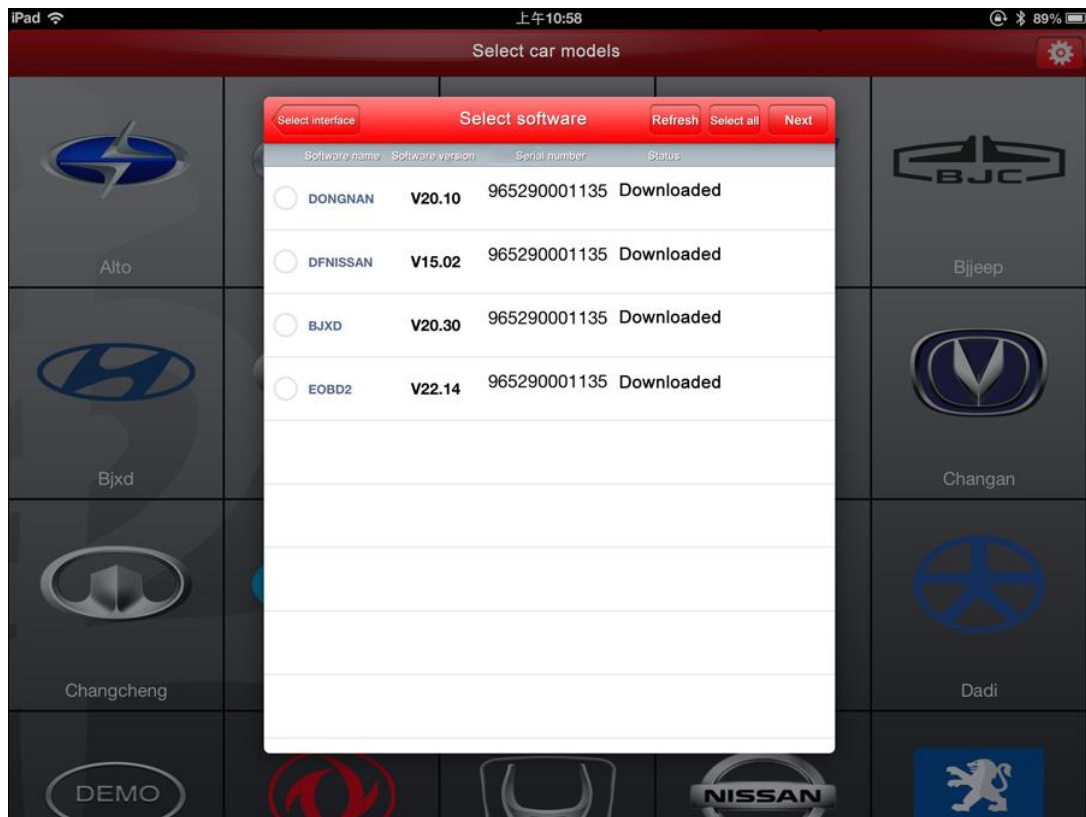 iPad 上午10:58 89%
Select car models
Select interface Select software Refresh Select all Next
Software name Software version Serial number Status
DONGNAN V20.10 965290001135 Downloaded
DFNISSAN V15.02 965290001135 Downloaded
BJXD V20.30 965290001135 Downloaded
EOBD2 V22.14 965290001135 Downloaded
BJC
Alto Bjjeep
Bjxd Changan
Changcheng Dadi
DEMO NISSAN